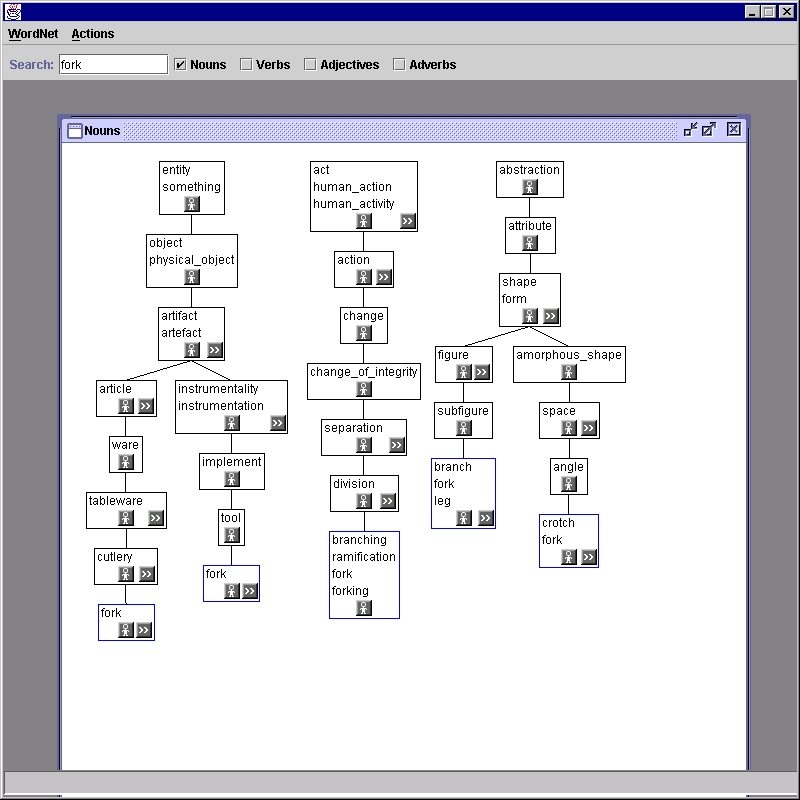 WordNet Actions
Search: fork Nouns Verbs Adjectives Adverbs
Nouns
entity
something
object
physical_object
artifact
artefact
article
ware
tableware
cutlery
fork
instrumentality
instrumentation
implement
tool
fork
act
human_action
human_activity
action
change
change_of_integrity
separation
division
branching
ramification
fork
forking
abstraction
attribute
shape
form
figure
subfigure
branch
fork
leg
amorphous_shape
space
angle
crotch
fork